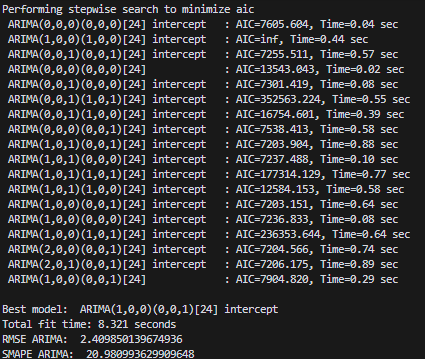 Performing stepwise search to minimize aic
ARIMA(0,0,0)(0,0,0)[24] intercept   : AIC=7605.604, Time=0.04 sec
ARIMA(1,0,0)(1,0,0)[24] intercept   : AIC=inf, Time=0.44 sec
ARIMA(0,0,1)(0,0,1)[24] intercept   : AIC=7255.511, Time=0.57 sec
ARIMA(0,0,0)(0,0,0)[24]             : AIC=13543.043, Time=0.02 sec
ARIMA(0,0,1)(0,0,0)[24] intercept   : AIC=7301.419, Time=0.08 sec
ARIMA(0,0,1)(1,0,1)[24] intercept   : AIC=352563.224, Time=0.55 sec
ARIMA(0,0,1)(1,0,0)[24] intercept   : AIC=16754.601, Time=0.39 sec
ARIMA(0,0,0)(0,0,1)[24] intercept   : AIC=7538.413, Time=0.58 sec
ARIMA(1,0,1)(0,0,1)[24] intercept   : AIC=7203.904, Time=0.88 sec
ARIMA(1,0,1)(0,0,0)[24] intercept   : AIC=7237.488, Time=0.10 sec
ARIMA(1,0,1)(1,0,1)[24] intercept   : AIC=177314.129, Time=0.77 sec
ARIMA(1,0,1)(1,0,0)[24] intercept   : AIC=12584.153, Time=0.58 sec
ARIMA(1,0,0)(0,0,1)[24] intercept   : AIC=7203.151, Time=0.64 sec
ARIMA(1,0,0)(0,0,0)[24] intercept   : AIC=7236.833, Time=0.08 sec
ARIMA(1,0,0)(1,0,1)[24] intercept   : AIC=236353.644, Time=0.64 sec
ARIMA(2,0,0)(0,0,1)[24] intercept   : AIC=7204.566, Time=0.74 sec
ARIMA(2,0,1)(0,0,1)[24] intercept   : AIC=7206.175, Time=0.89 sec
ARIMA(1,0,0)(0,0,1)[24]             : AIC=7904.820, Time=0.29 sec
Best model:  ARIMA(1,0,0)(0,0,1)[24] intercept
Total fit time: 8.321 seconds
RMSE ARIMA:  2.409850139674936
SMAPE ARIMA:  20.980993629909648